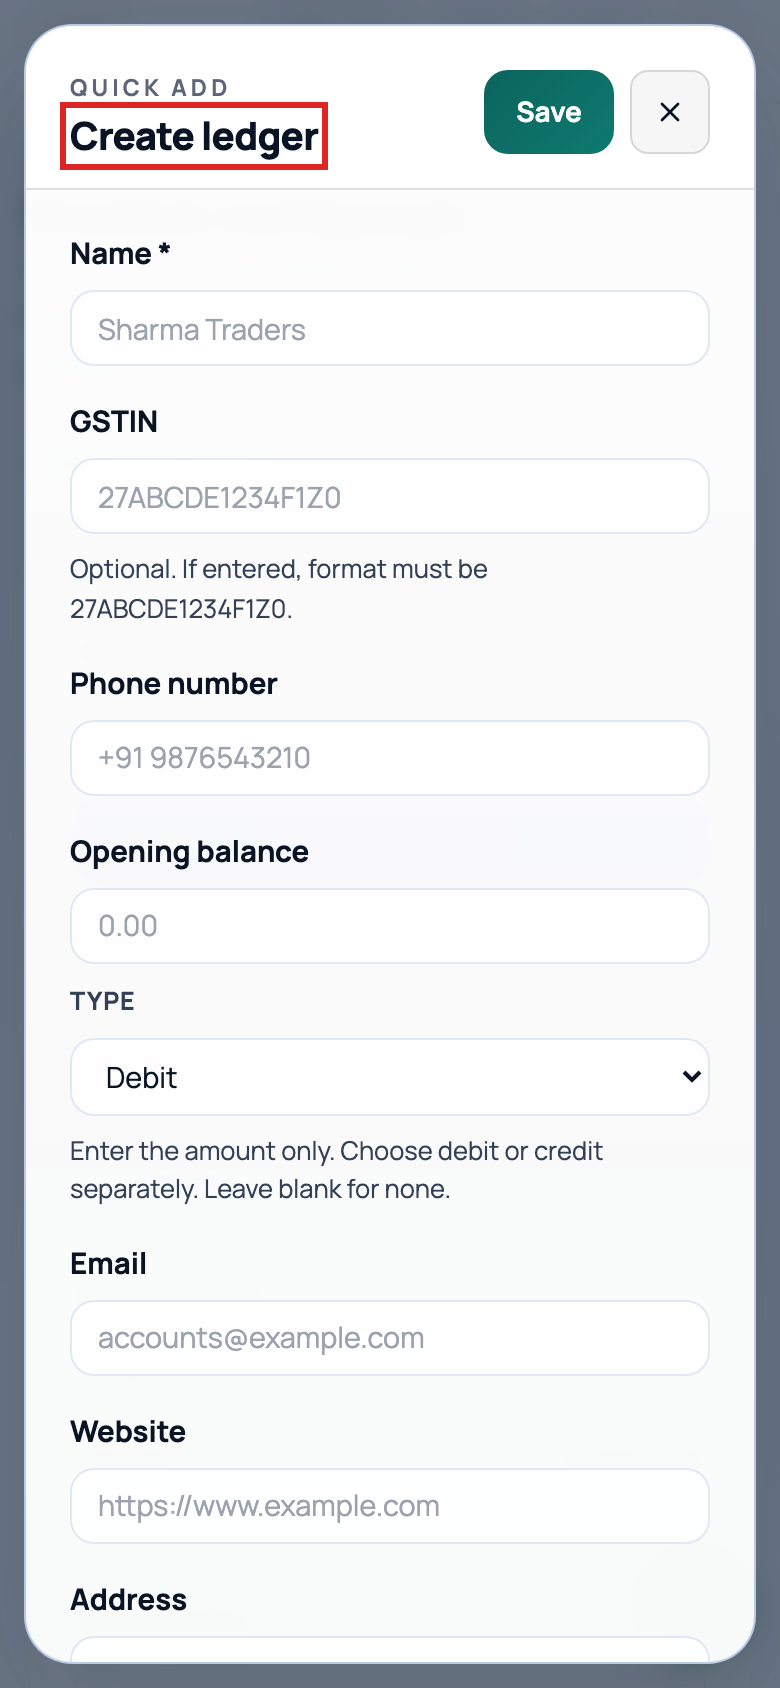 QUICK ADD
Create ledger
Save
Name *
Sharma Traders
GSTIN
27ABCDE1234F1Z0
Optional. If entered, format must be
27ABCDE1234F1Z0.
Phone number
+91 9876543210
Opening balance
0.00
TYPE
Debit
Enter the amount only. Choose debit or credit
separately. Leave blank for none.
Email
accounts@example.com
Website
https://www.example.com
Address